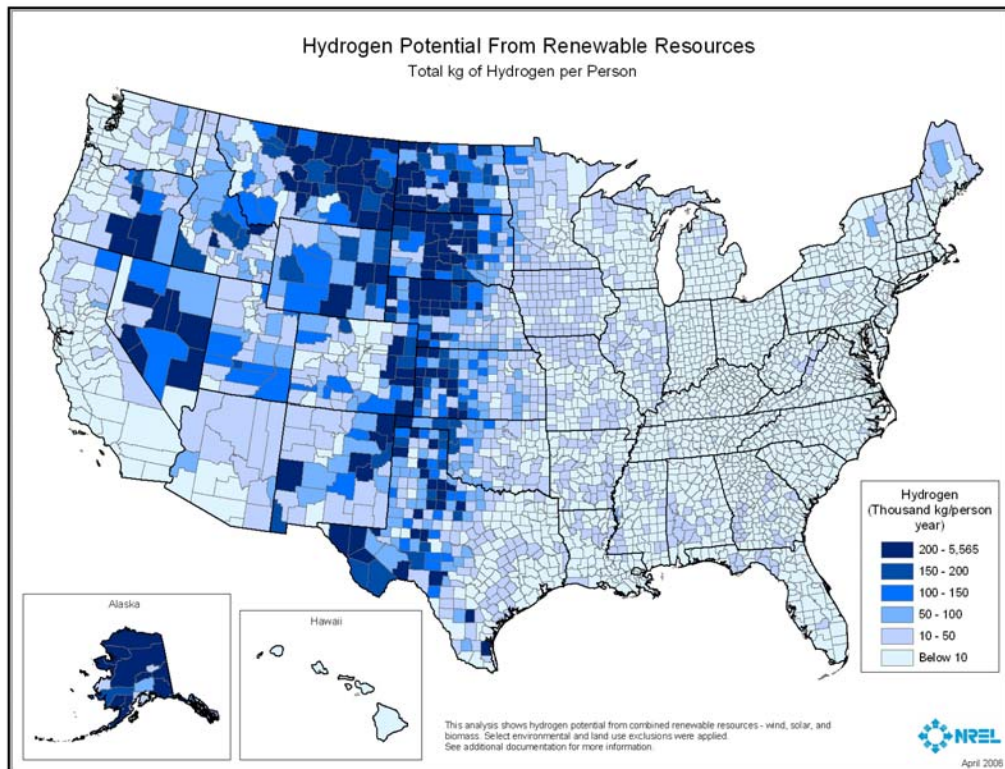 Hydrogen Potential From Renewable Resources
Total kg of Hydrogen per Person
Hydrogen
(Thousand kg/person
year)
200 - 5,565
150 - 200
100 - 150
50 - 100
10 - 50
Below 10
Alaska
Hawaii
This analysis shows hydrogen potential from combined renewable resources - wind, solar, and
biomass. Select environmental and land use exclusions were applied.
See additional documentation for more information.
NREL
April 2006